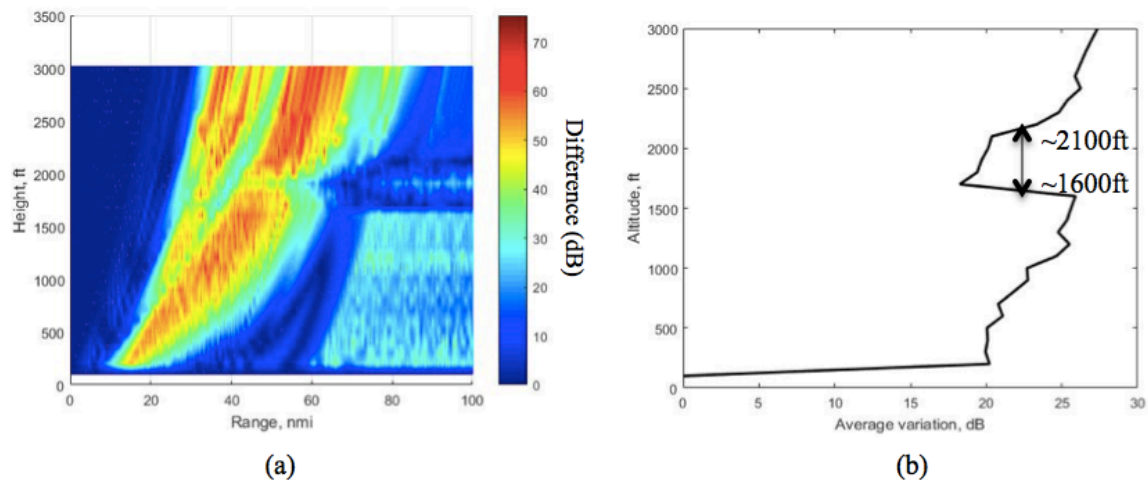 3500
3000
2500
2000
1500
1000
500
0
Height, ft
0 20 40 60 80 100
Range, nmi
70
60
50
40
30
20
10
0
Difference (dB)
(a)
3000
2500
2000
1500
1000
500
0
Altitude, ft
~2100ft
~1600ft
0 5 10 15 20 25 30
Average variation, dB
(b)